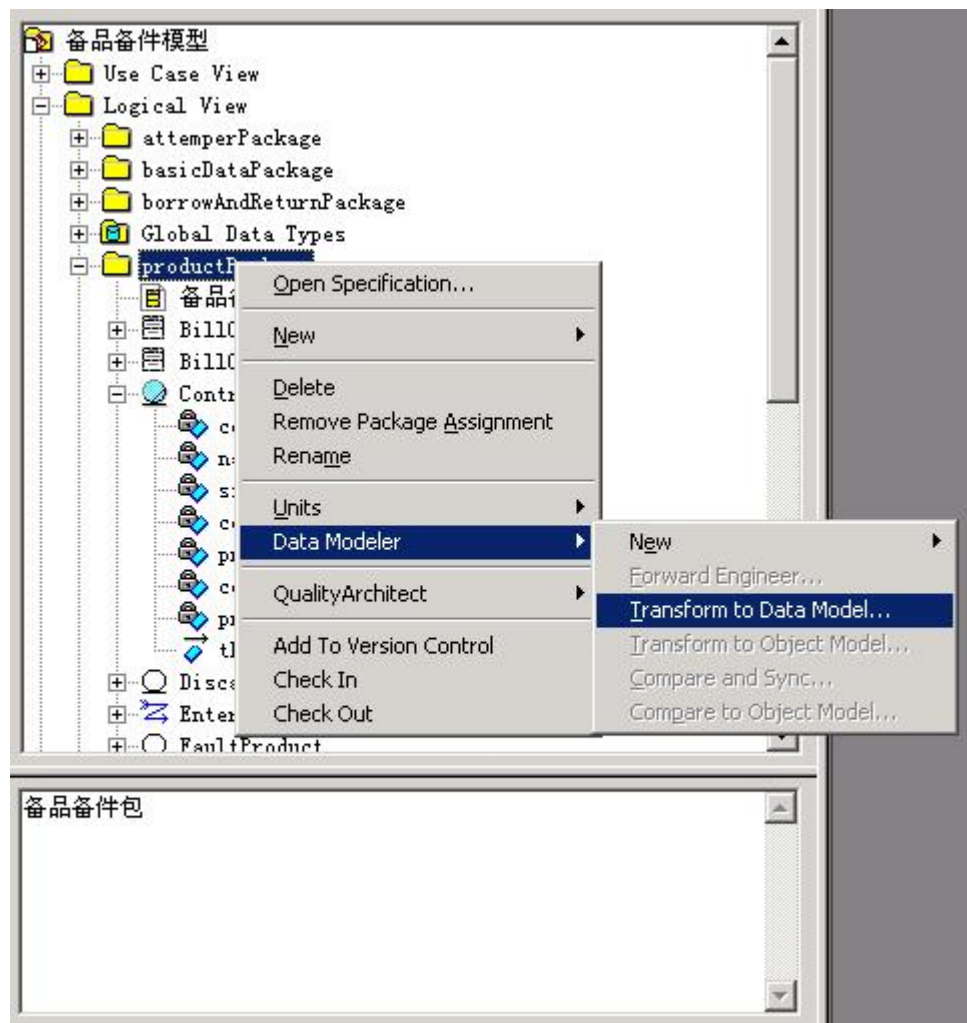 备品备件模型
Use Case View
Logical View
attemperPackage
basicDataPackage
borrowAndReturnPackage
Global Data Types
Open Specification...
New
Delete
Remove Package Assignment
Rename
Units
Data Modeler
QualityArchitect
Add To Version Control
Check In
Check Out
New
Forward Engineer...
Transform to Data Model...
Transform to Object Model...
Compare and Sync...
Compare to Object Model...
FaultProduct
备品备件包